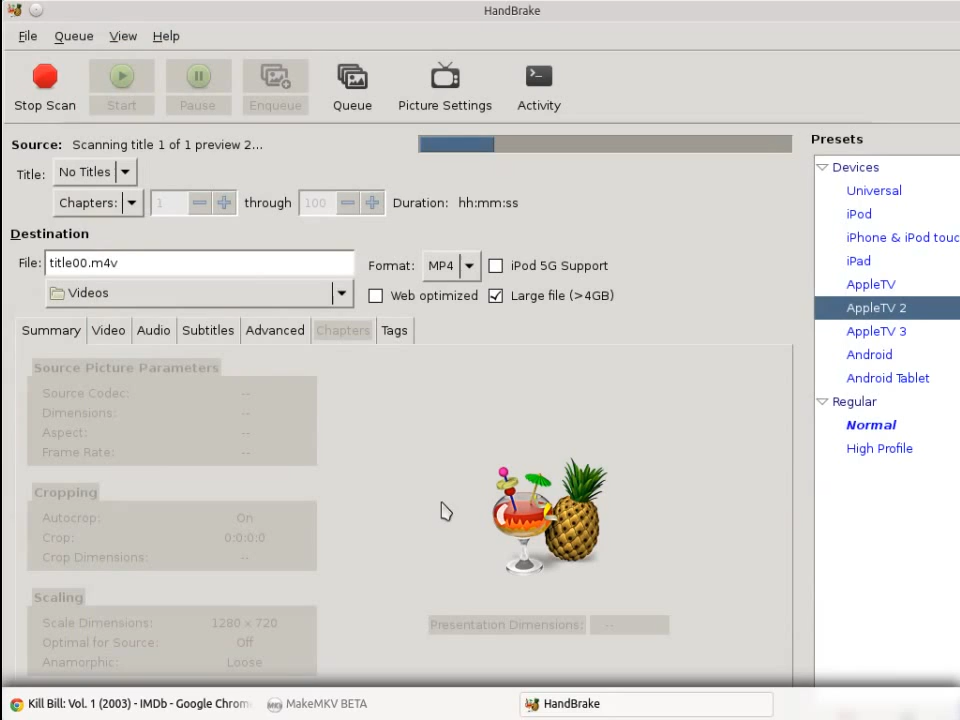 HandBrake
File Queue View Help
Stop Scan Start Pause Enqueue Queue Picture Settings Activity
Source: Scanning title 1 of 1 preview 2...
Title: No Titles
Chapters: 1 through 100 Duration: hh:mm:ss
Destination
File: title00.m4v Format: MP4 iPod 5G Support
Videos Web optimized Large file (>4GB)
Summary Video Audio Subtitles Advanced Chapters Tags
Source Picture Parameters
Source Codec: --
Dimensions: --
Aspect: --
Frame Rate: --
Cropping
Autocrop: On
Crop: 0:0:0:0
Crop Dimensions: --
Scaling
Scale Dimensions: 1280 x 720
Optimal for Source: Off
Anamorphic: Loose
Presentation Dimensions: --
Presets
Devices
Universal
iPod
iPhone & iPod touc
iPad
AppleTV
AppleTV 2
AppleTV 3
Android
Android Tablet
Regular
Normal
High Profile
Kill Bill: Vol. 1 (2003) - IMDb - Google Chrom MakeMKV BETA HandBrake